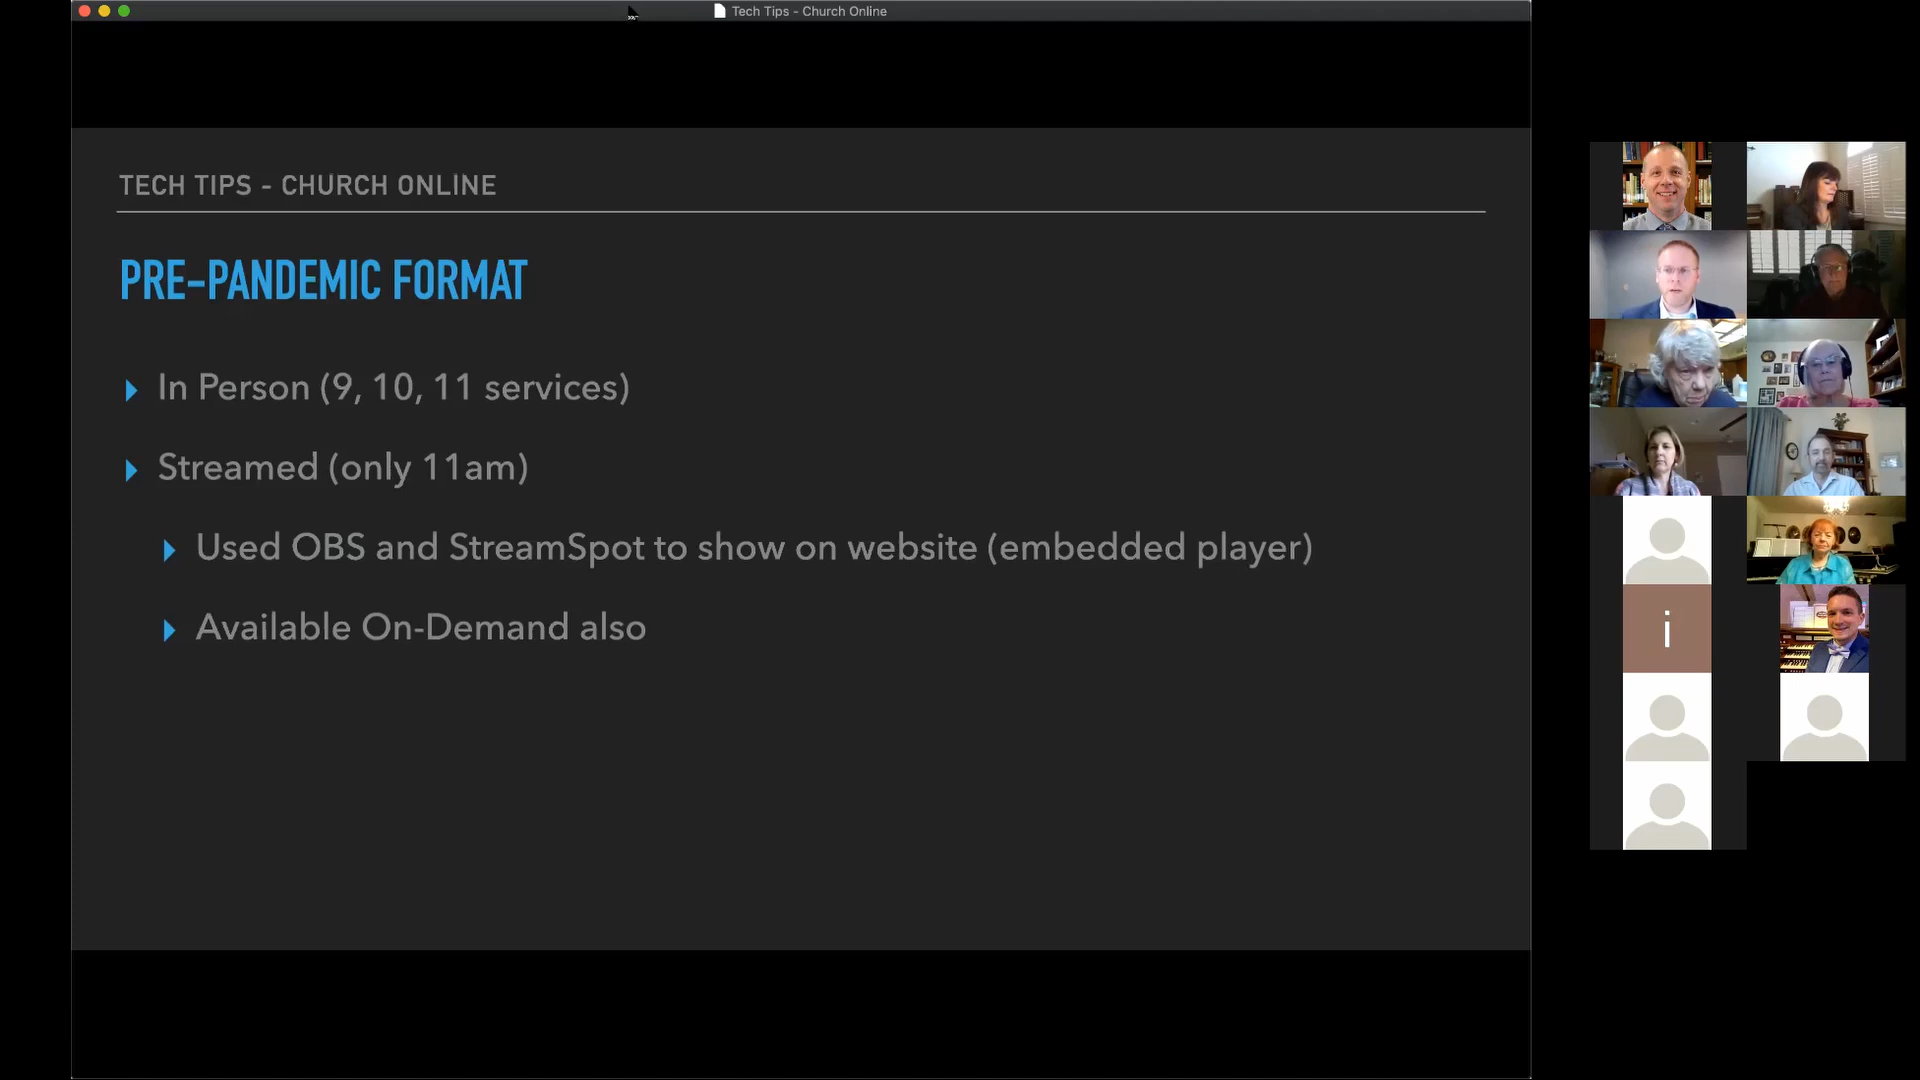 Tech Tips - Church Online
TECH TIPS - CHURCH ONLINE
PRE-PANDEMIC FORMAT
In Person (9, 10, 11 services)
Streamed (only 11am)
Used OBS and StreamSpot to show on website (embedded player)
Available On-Demand also
i